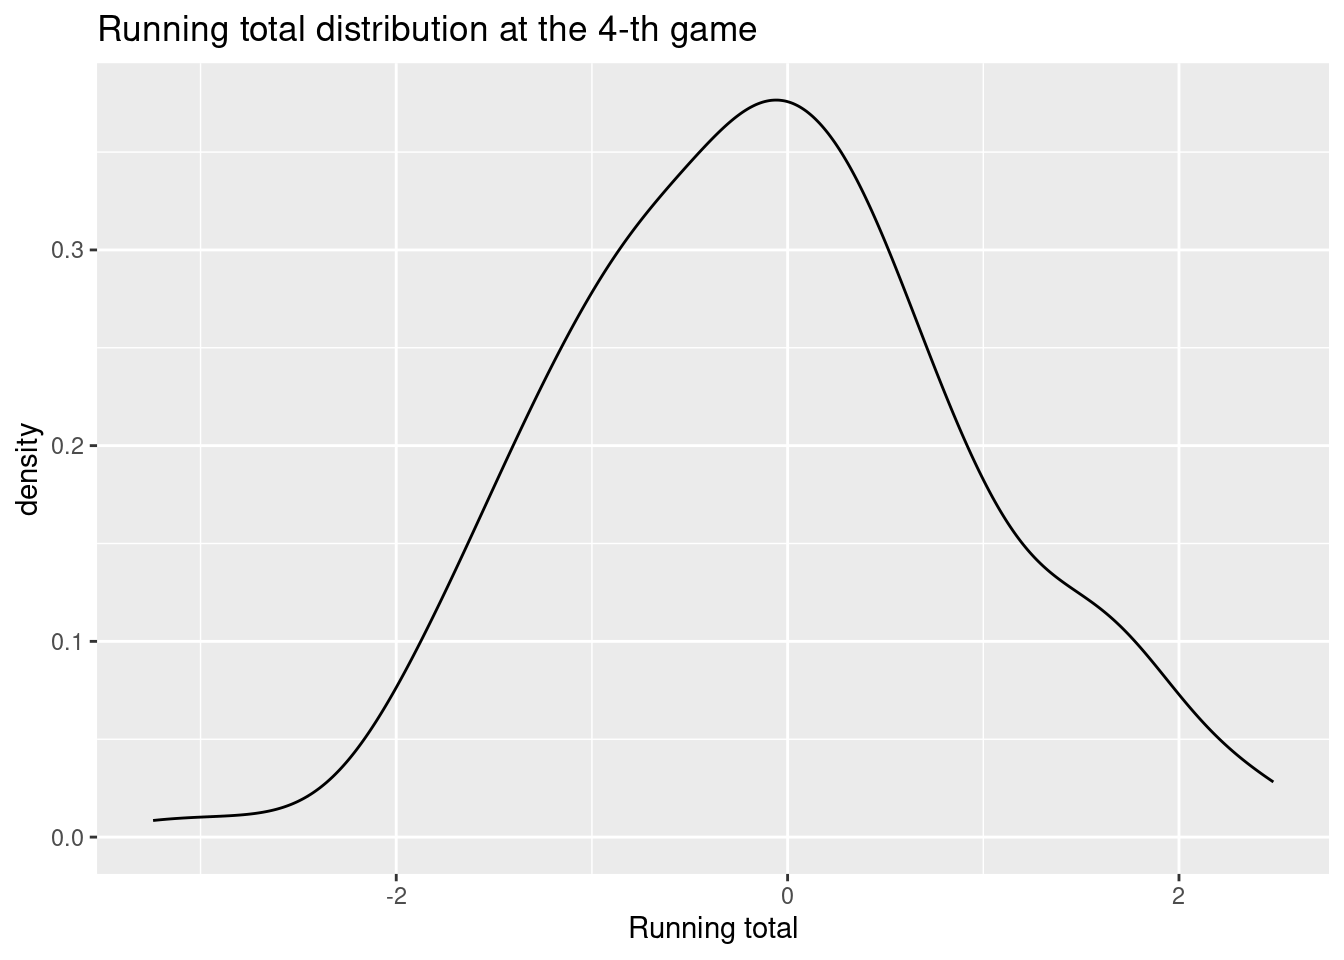 Running total distribution at the 4-th game
density
0.3
0.2
0.1
0.0
-2
0
2
Running total